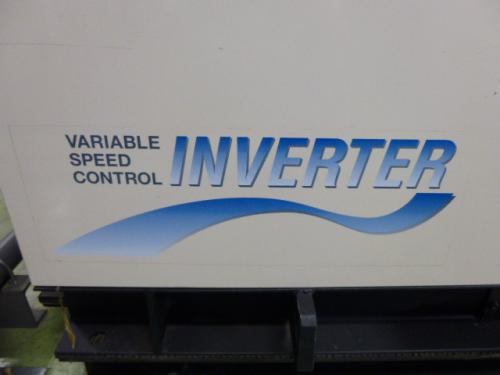 VARIABLE
SPEED
CONTROL
INVERTER